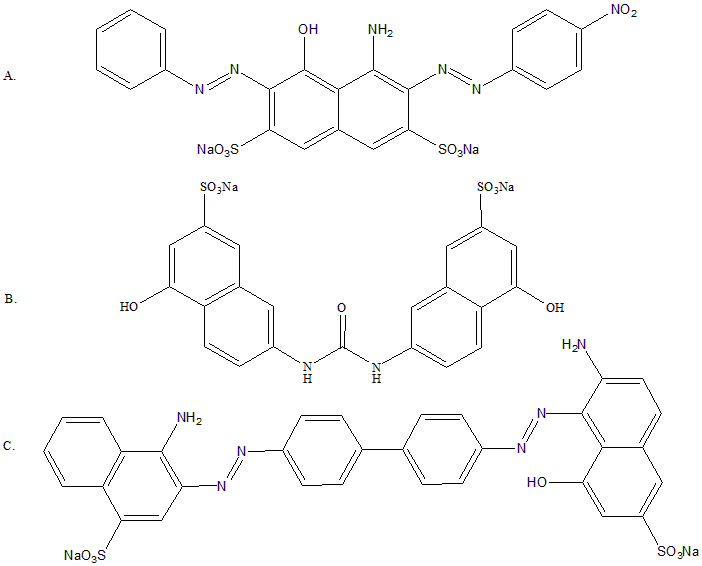 NO₂
OH NH₂
A. N N N N
NaO₃S SO₃Na
SO₃Na SO₃Na
B. HO O OH
N N
H H
H₂N
NH₂ N
C. N N
N HO
NaO₃S SO₃Na